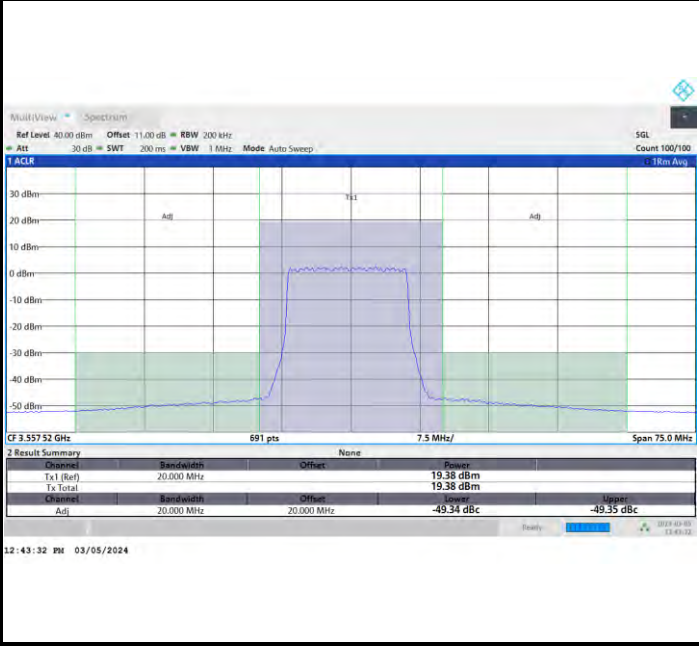 MultiView Spectrum
Ref Level 40.00 dBm Offset 11.00 dB RBW 200 kHz SGL
Att 30 dB SWT 200 ms VBW 1 MHz Mode Auto Sweep Count 100/100
1 ACLR 1Rm Avg
30 dBm
Tx1
20 dBm
Adj Adj
10 dBm
0 dBm
-10 dBm
-20 dBm
-30 dBm
-40 dBm
-50 dBm
CF 3.557 52 GHz 691 pts 7.5 MHz/ Span 75.0 MHz
2 Result Summary None
Channel Bandwidth Offset Power
Tx1 (Ref) 20.000 MHz 19.38 dBm
Tx Total 19.38 dBm
Channel Bandwidth Offset Lower Upper
Adj 20.000 MHz 20.000 MHz -49.34 dBc -49.35 dBc
Ready
12:43:32 PM 03/05/2024